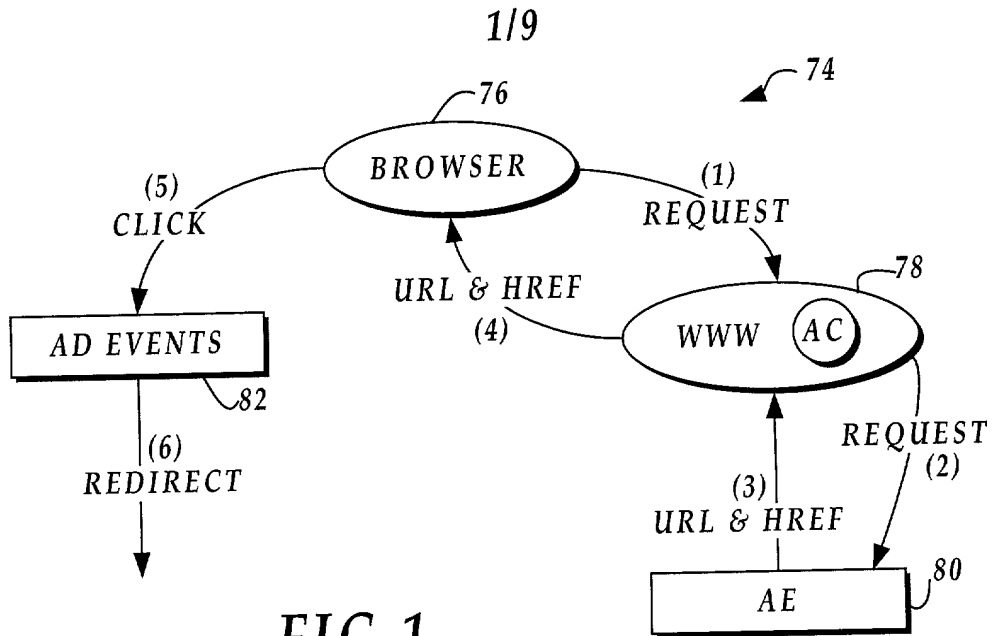 1/9
74
76
BROWSER
(5)
CLICK
(1)
REQUEST
URL & HREF
(4)
78
WWW
AC
AD EVENTS
82
(6)
REDIRECT
REQUEST
(2)
(3)
URL & HREF
80
AE
FIG. 1